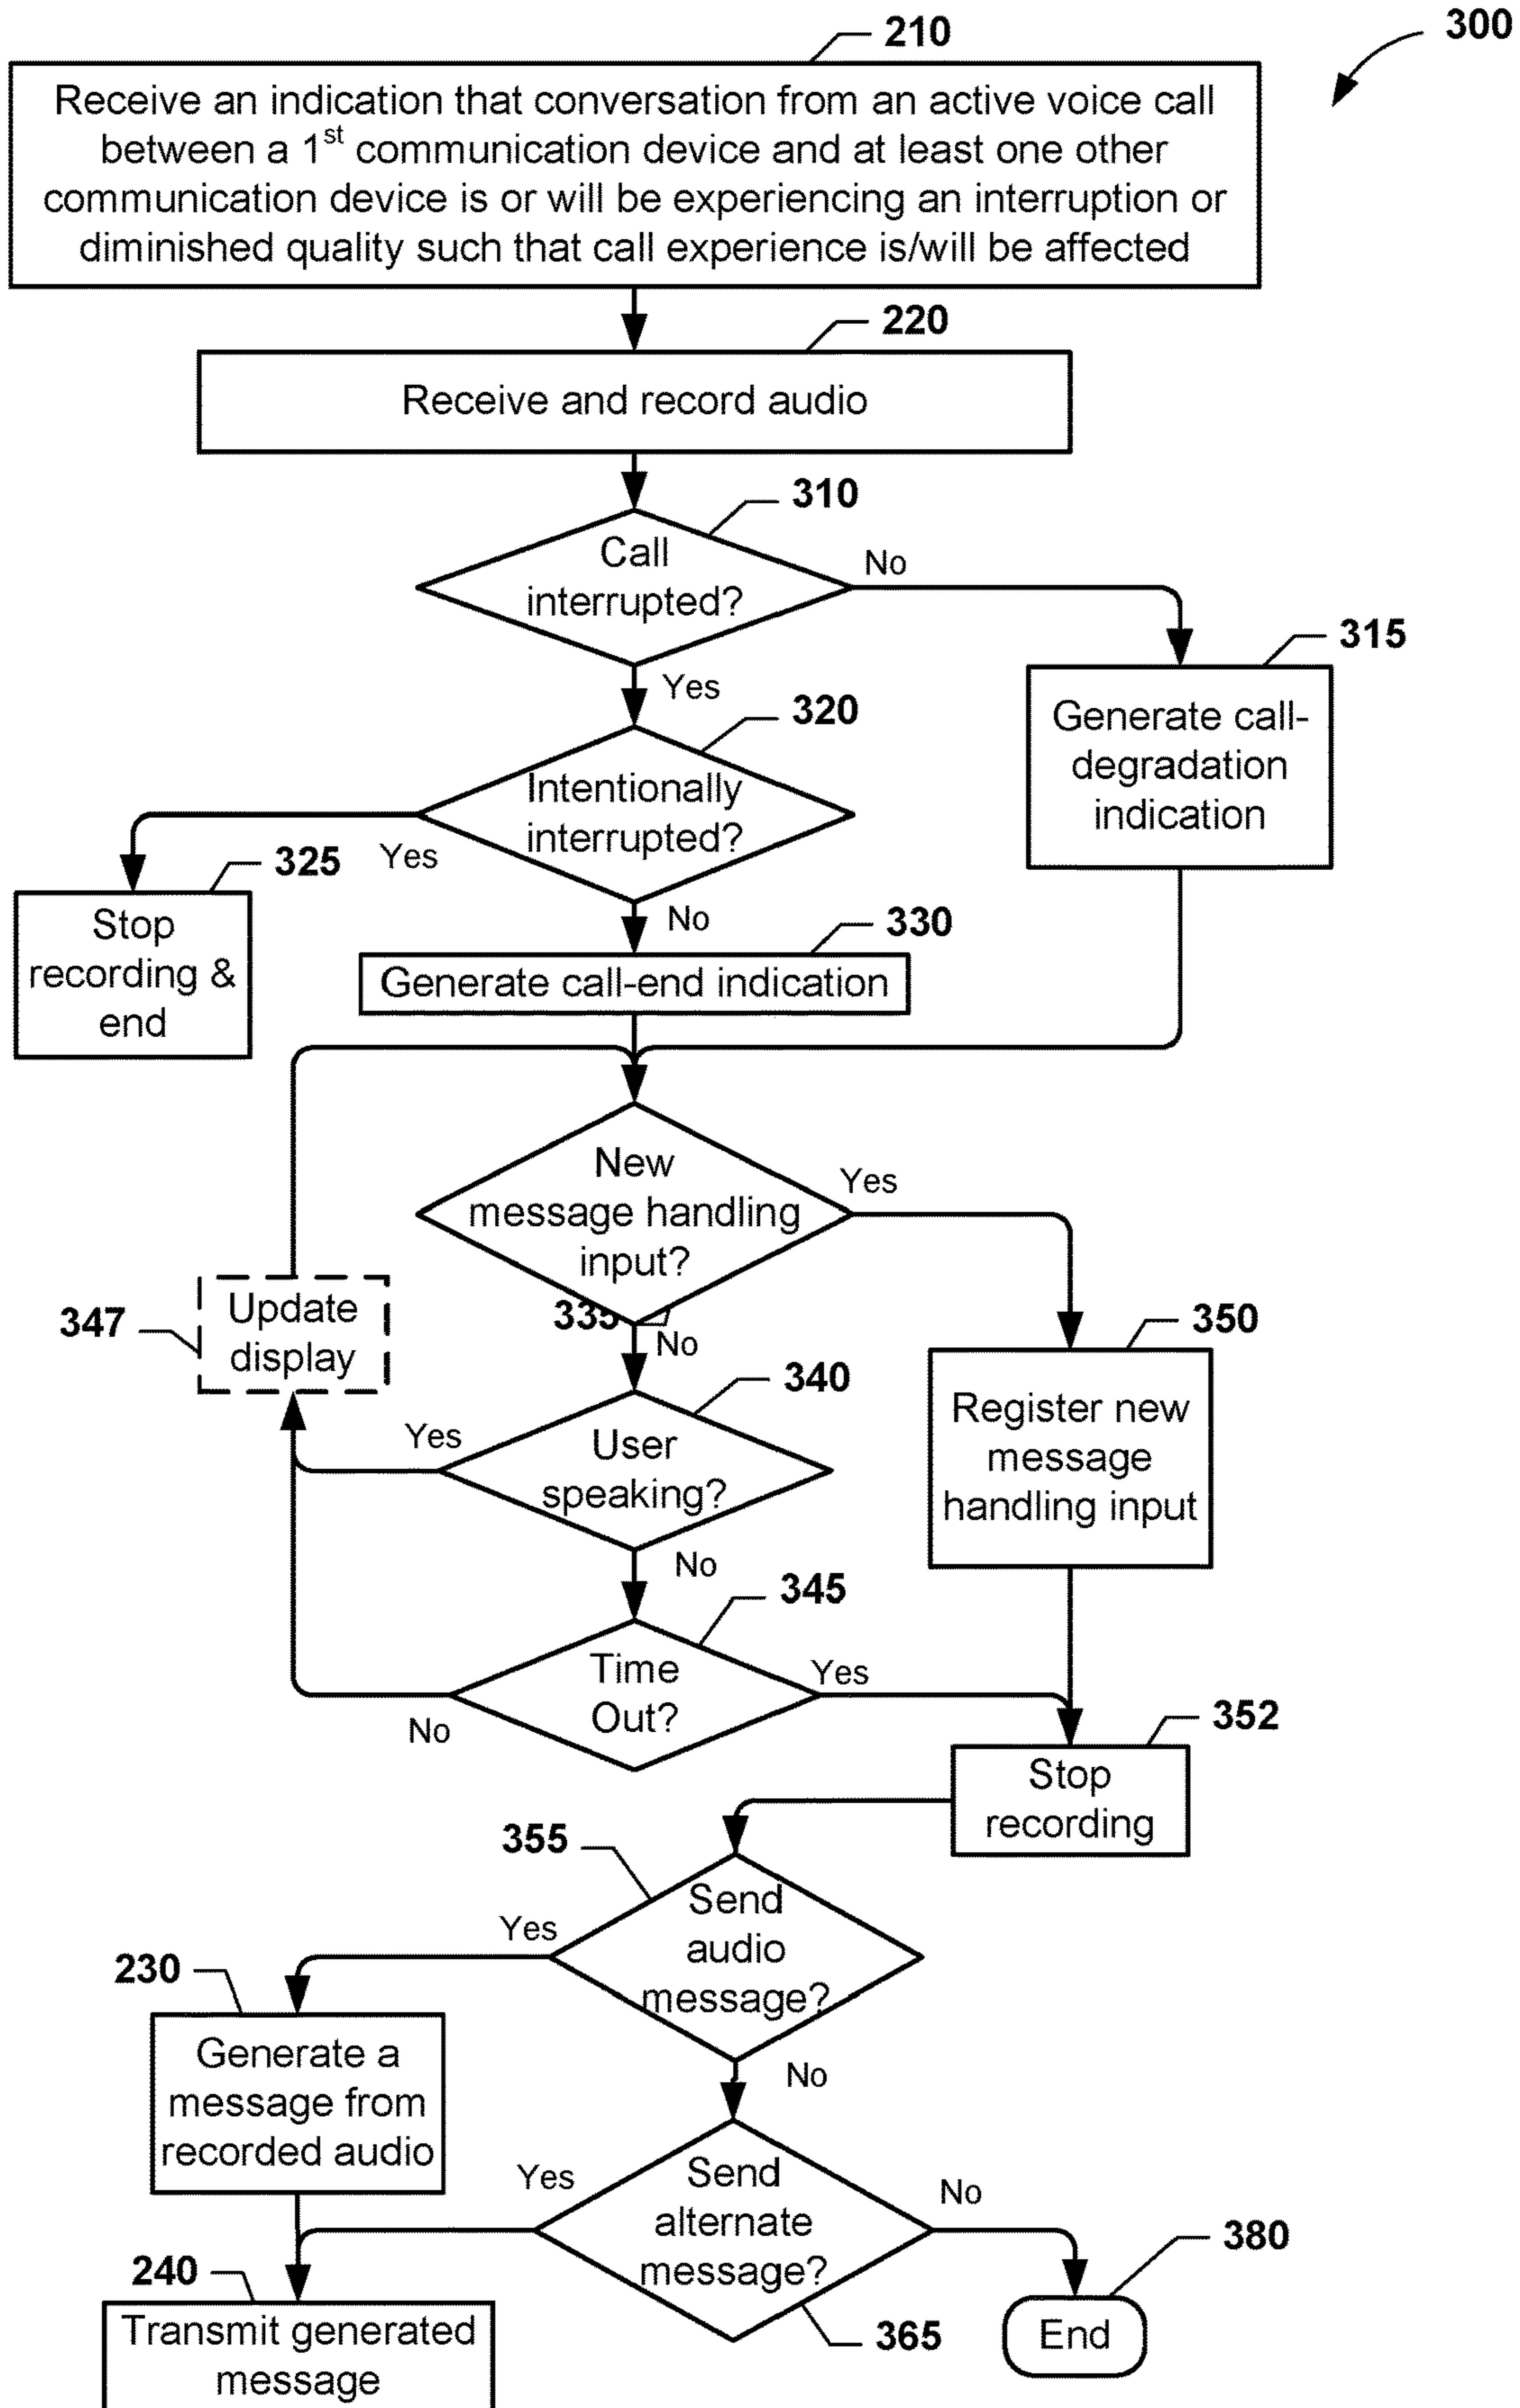 300
210
Receive an indication that conversation from an active voice call
between a 1st communication device and at least one other
communication device is or will be experiencing an interruption or
diminished quality such that call experience is/will be affected
220
Receive and record audio
310
Call
interrupted?
No
Yes
315
Generate call-
degradation
indication
320
Intentionally
interrupted?
Yes
No
325
Stop
recording &
end
330
Generate call-end indication
New
message handling
input?
Yes
335
No
347
Update
display
340
User
speaking?
Yes
No
350
Register new
message
handling input
345
Time
Out?
Yes
No
352
Stop
recording
355
Send
audio
message?
Yes
No
230
Generate a
message from
recorded audio
Send
alternate
message?
Yes
No
365
240
Transmit generated
message
380
End